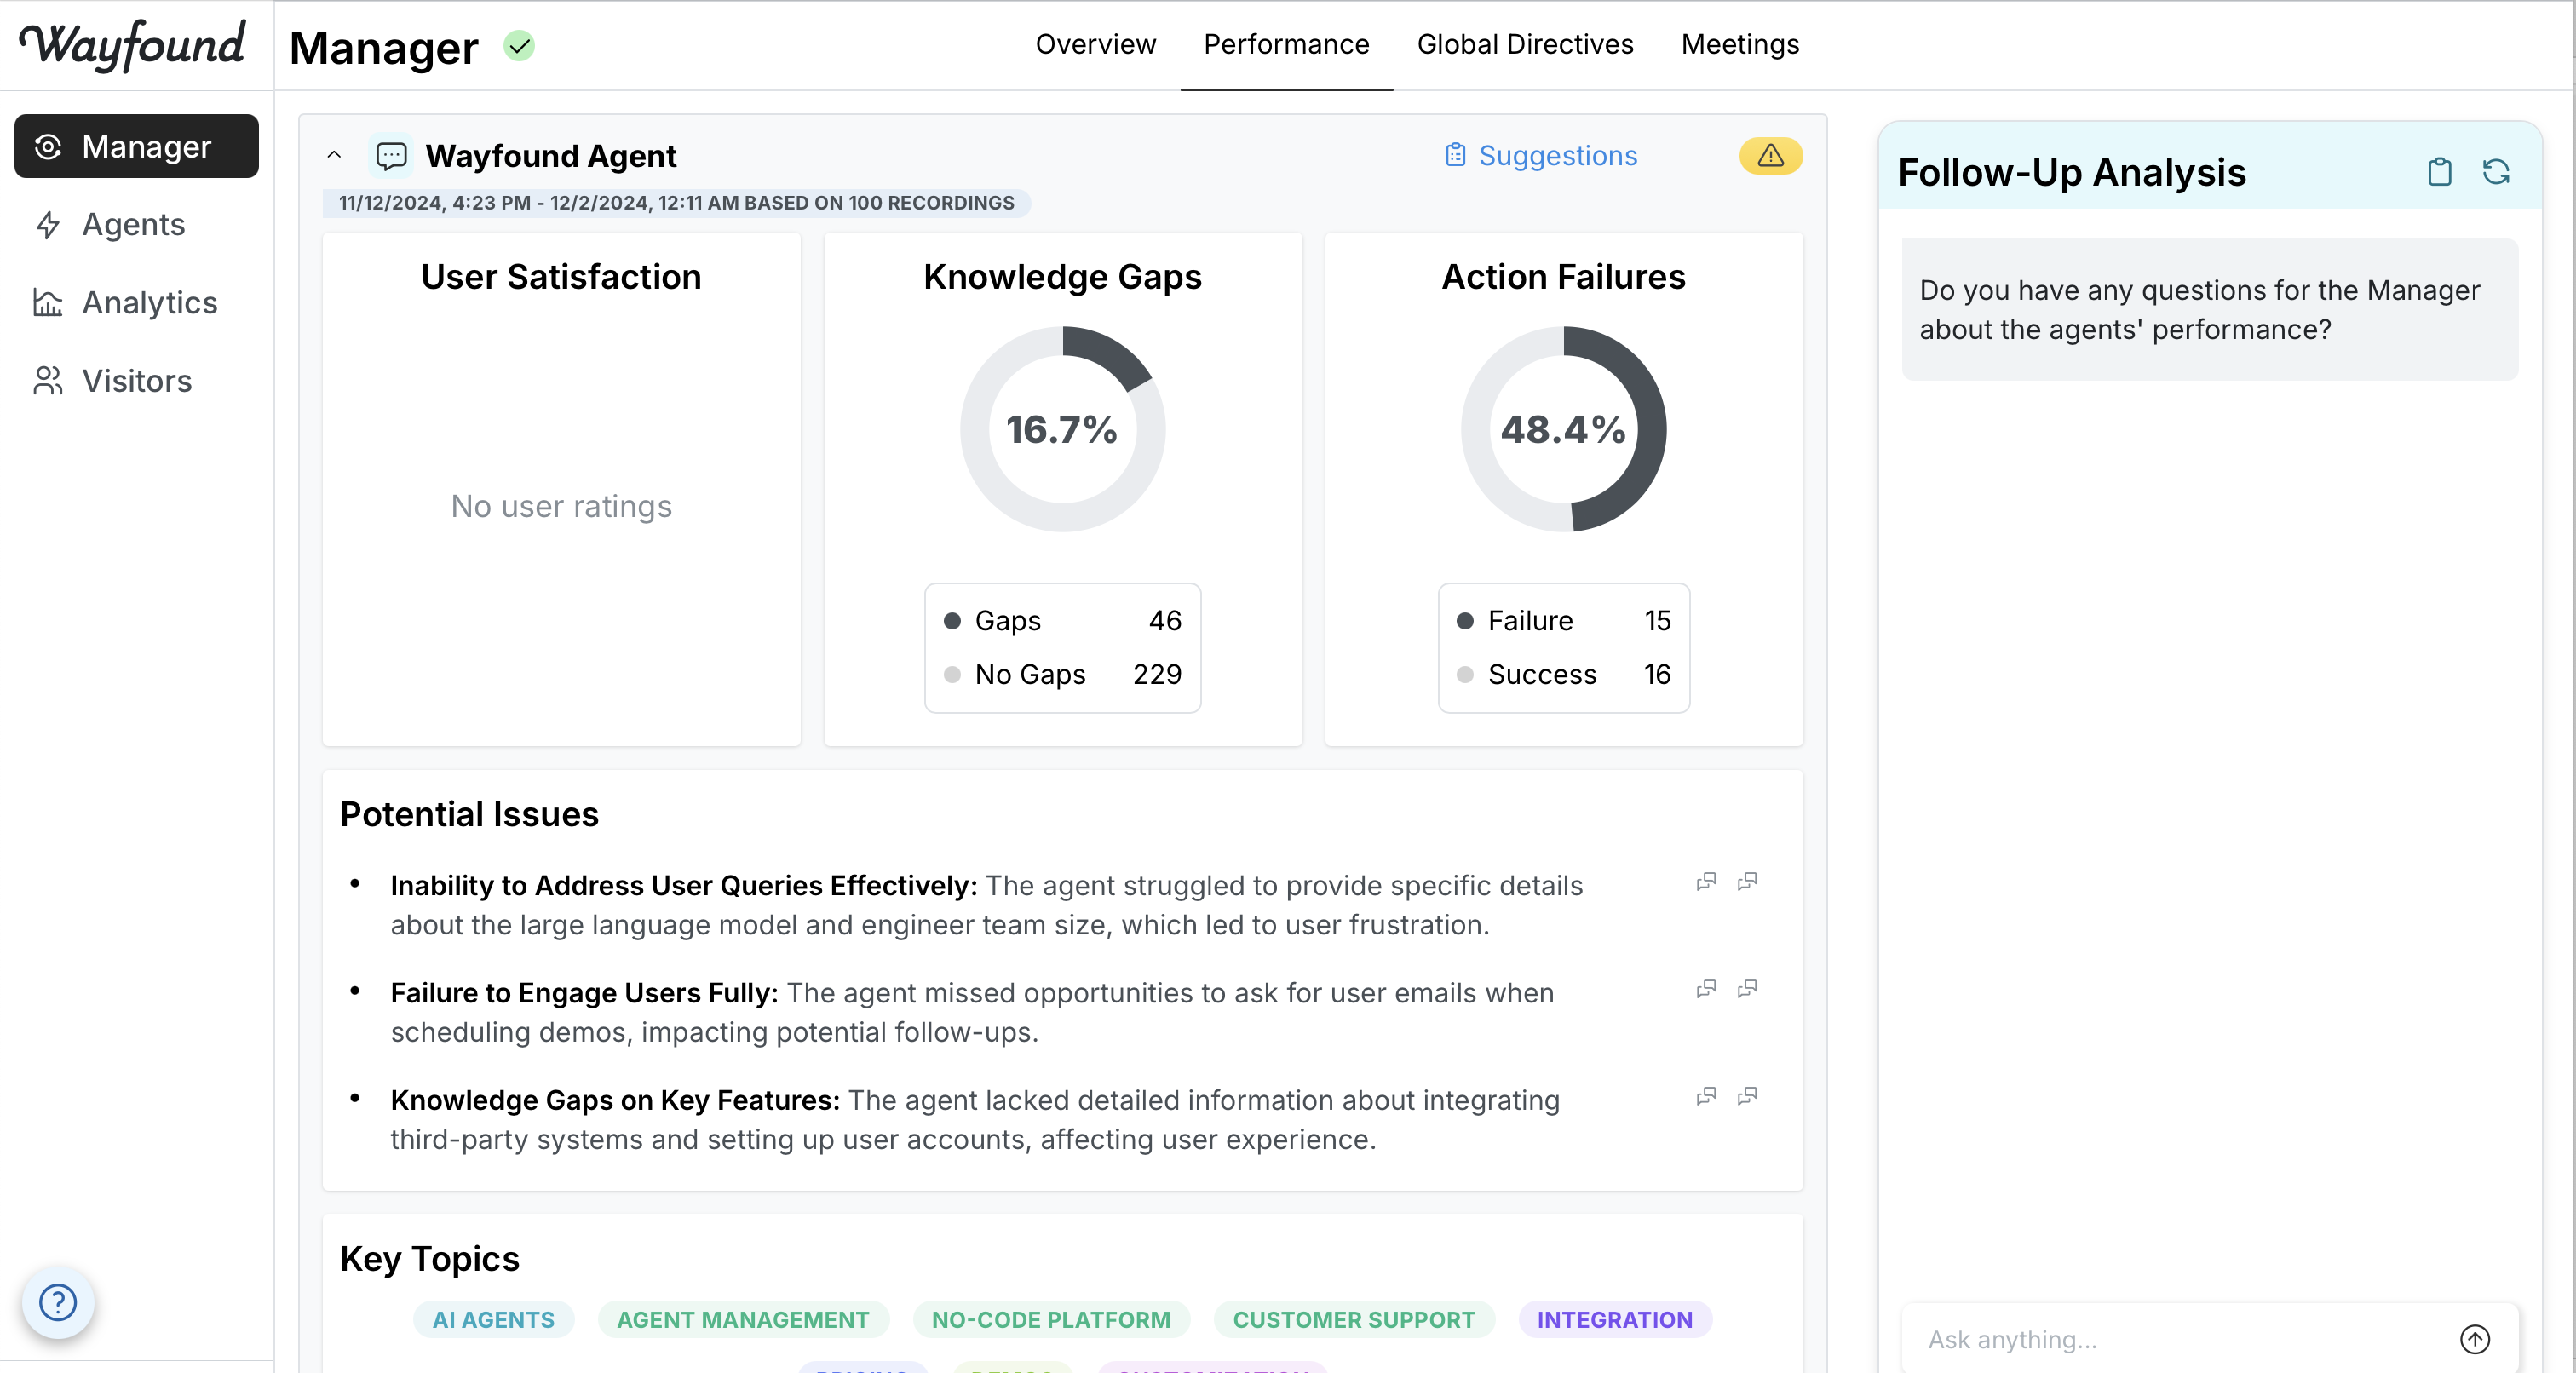 Wayfound
Manager
Overview
Performance
Global Directives
Meetings
Manager
Agents
Analytics
Visitors
Wayfound Agent
Suggestions
11/12/2024, 4:23 PM - 12/2/2024, 12:11 AM BASED ON 100 RECORDINGS
User Satisfaction
No user ratings
Knowledge Gaps
16.7%
Gaps 46
No Gaps 229
Action Failures
48.4%
Failure 15
Success 16
Potential Issues
Inability to Address User Queries Effectively: The agent struggled to provide specific details
about the large language model and engineer team size, which led to user frustration.
Failure to Engage Users Fully: The agent missed opportunities to ask for user emails when
scheduling demos, impacting potential follow-ups.
Knowledge Gaps on Key Features: The agent lacked detailed information about integrating
third-party systems and setting up user accounts, affecting user experience.
Key Topics
AI AGENTS
AGENT MANAGEMENT
NO-CODE PLATFORM
CUSTOMER SUPPORT
INTEGRATION
Follow-Up Analysis
Do you have any questions for the Manager
about the agents' performance?
Ask anything...